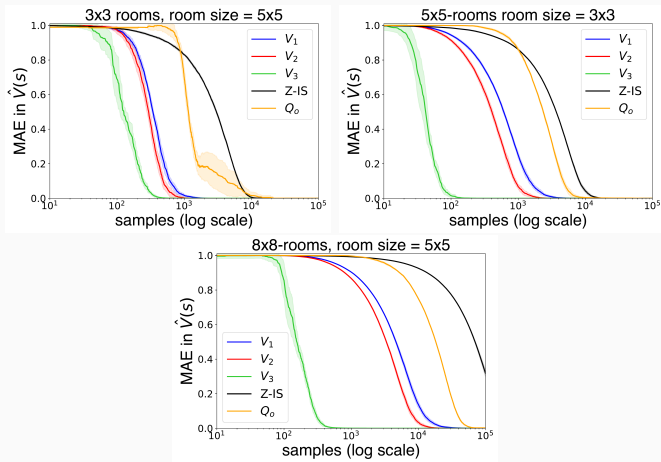 3x3 rooms, room size = 5x5
MAE in V̂(s)
1.0
0.8
0.6
0.4
0.2
0.0
V₁
V₂
V₃
Z-IS
Qₒ
10¹ 10² 10³ 10⁴ 10⁵
samples (log scale)
5x5-rooms, room size = 3x3
MAE in V̂(s)
1.0
0.8
0.6
0.4
0.2
0.0
V₁
V₂
V₃
Z-IS
Qₒ
10¹ 10² 10³ 10⁴ 10⁵
samples (log scale)
8x8-rooms, room size = 5x5
MAE in V̂(s)
1.0
0.8
0.6
0.4
0.2
0.0
V₁
V₂
V₃
Z-IS
Qₒ
10¹ 10² 10³ 10⁴ 10⁵
samples (log scale)